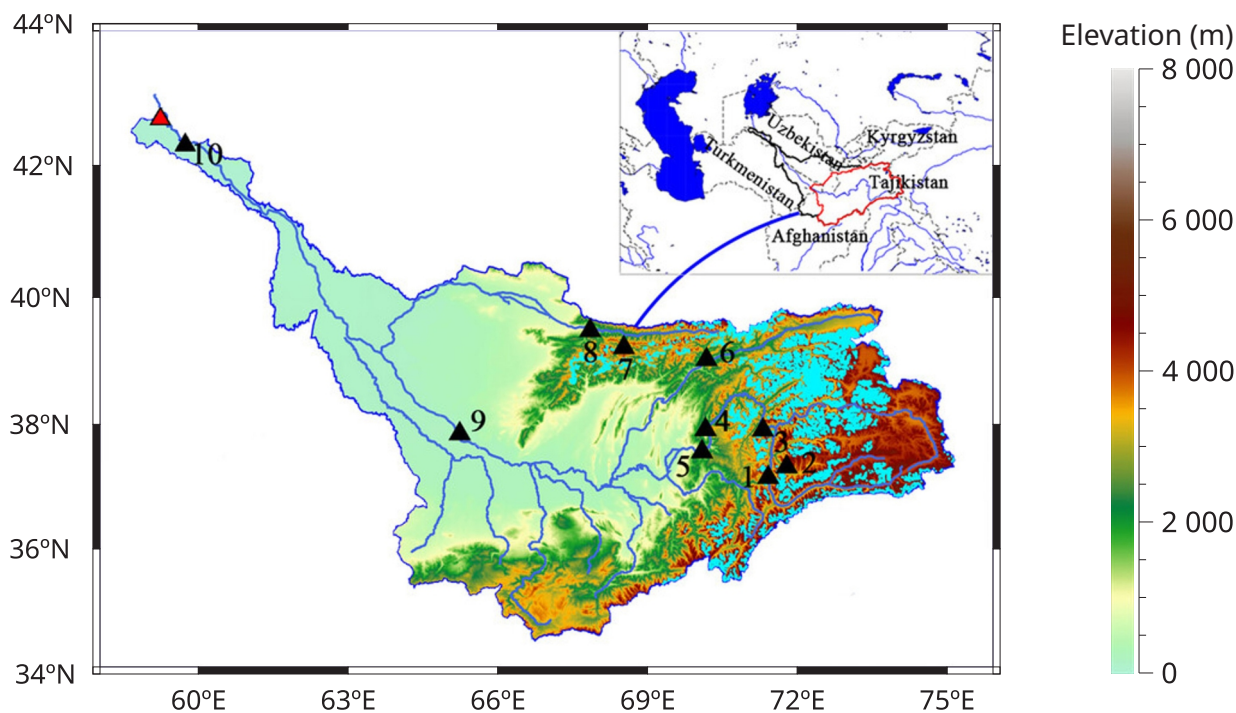 44°N
42°N
40°N
38°N
36°N
34°N
60°E
63°E
66°E
69°E
72°E
75°E
Elevation (m)
8 000
6 000
4 000
2 000
0
Uzbekistan
Kyrgyzstan
Turkmenistan
Tajikistan
Afghanistan
10
8
7
6
9
4
3
5
1
2